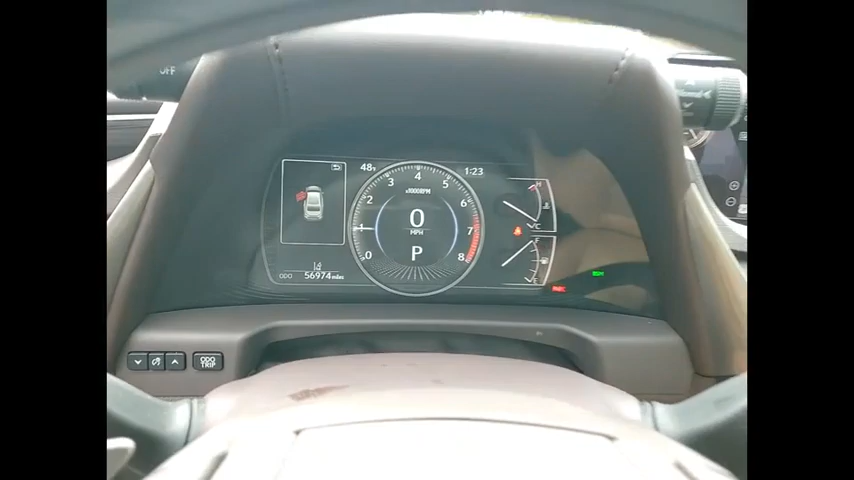 OFF
48°F
1:23
0 1 2 3 4 5 6 7 8
x1000RPM
0
MPH
P
H
C
F
E
ODO 56974 miles
ODO
TRIP